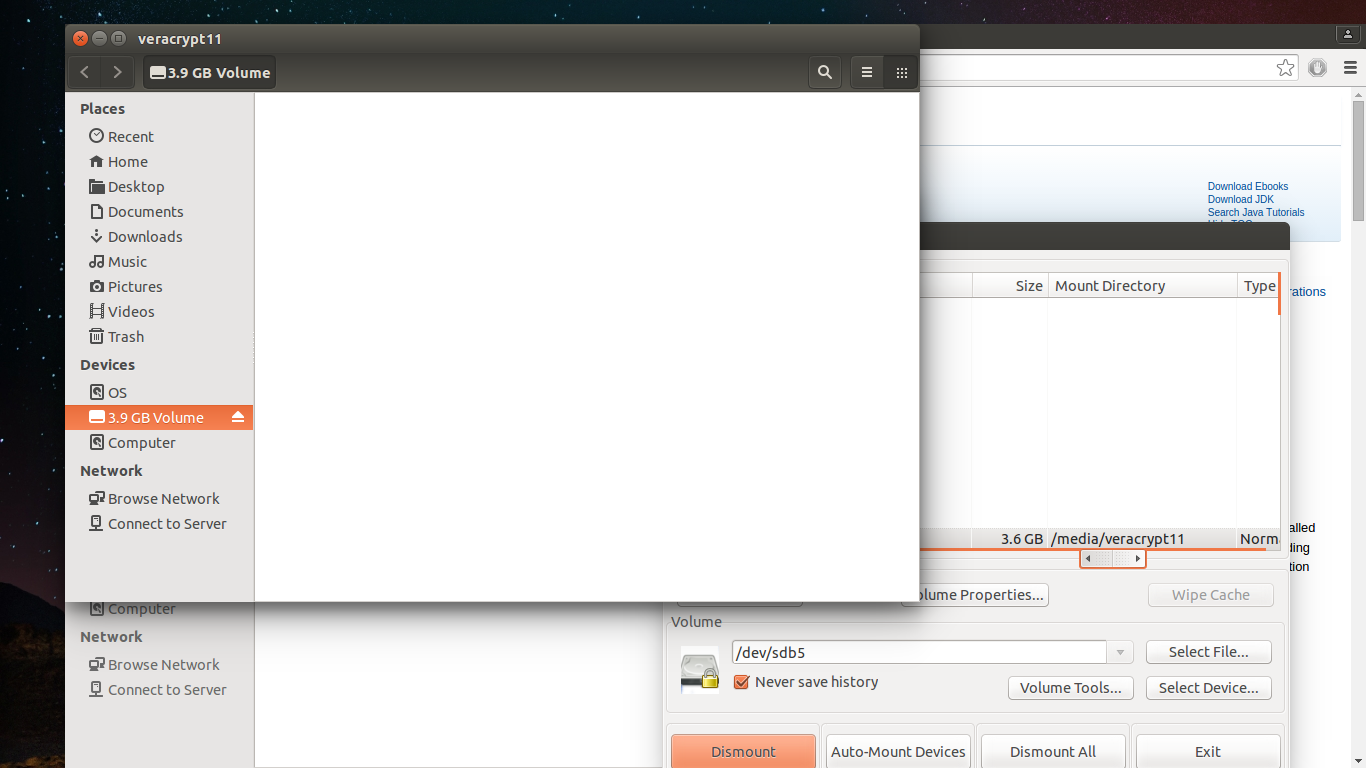 veracrypt11
3.9 GB Volume
Places
Recent
Home
Desktop
Documents
Downloads
Music
Pictures
Videos
Trash
Devices
OS
3.9 GB Volume
Computer
Network
Browse Network
Connect to Server
Computer
Network
Browse Network
Connect to Server
Download Ebooks
Download JDK
Search Java Tutorials
Hide TOC
rations
alled
ding
tion
Size Mount Directory Type
3.6 GB /media/veracrypt11 Norma
olume Properties... Wipe Cache
Volume
/dev/sdb5 Select File...
Never save history
Volume Tools... Select Device...
Dismount Auto-Mount Devices Dismount All Exit